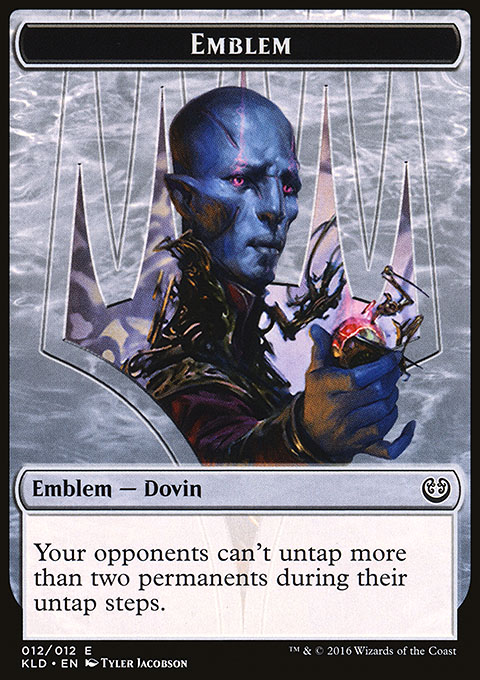 EMBLEM
Emblem — Dovin
Your opponents can't untap more
than two permanents during their
untap steps.
012/012 E
KLD • EN TYLER JACOBSON
™ & © 2016 Wizards of the Coast